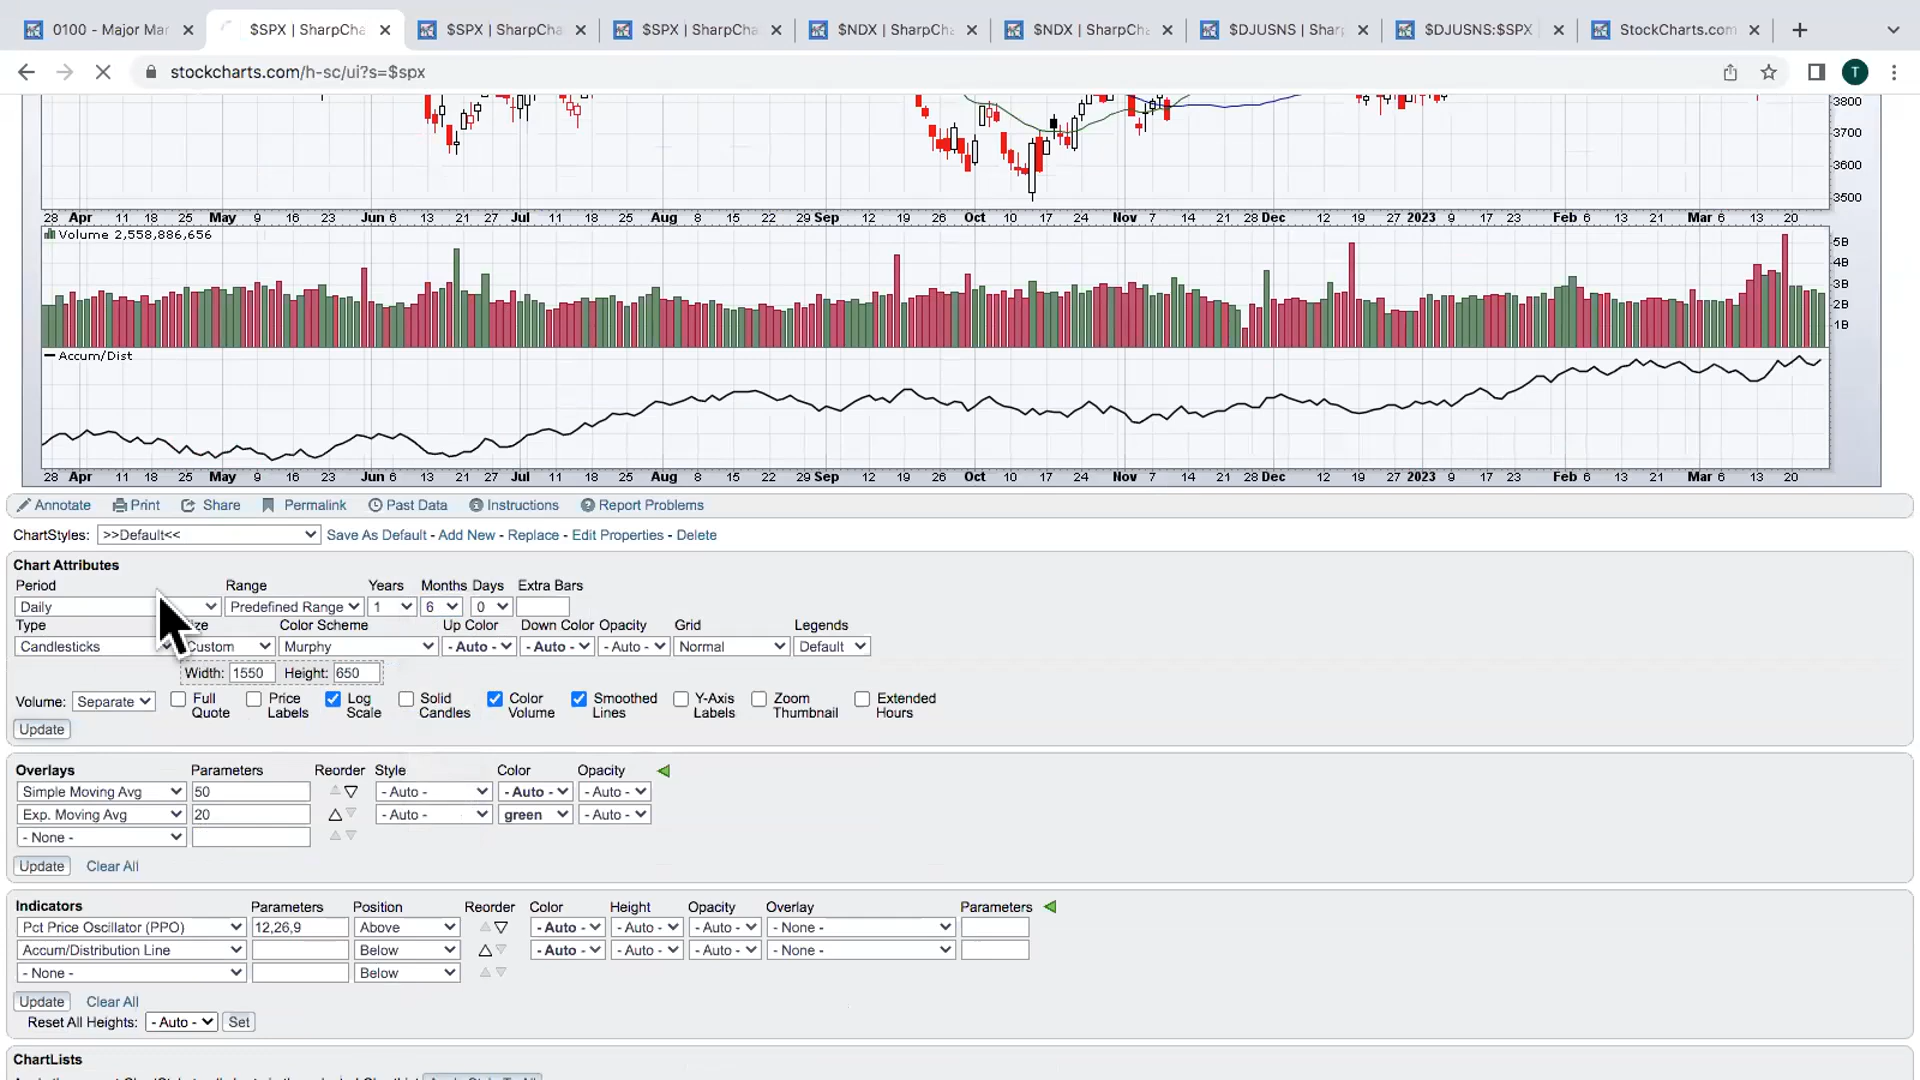 0100 - Major Mar
$SPX | SharpCha
$SPX | SharpCha
$SPX | SharpCha
$NDX | SharpCha
$NDX | SharpCha
$DJUSNS | Sharp
$DJUSNS:$SPX
StockCharts.com
stockcharts.com/h-sc/ui?s=$spx
T
3800
3700
3600
3500
28 Apr 11 18 25 May 9 16 23 Jun 6 13 21 27 Jul 11 18 25 Aug 8 15 22 29 Sep 12 19 26 Oct 10 17 24 Nov 7 14 21 28 Dec 12 19 27 2023 9 17 23 Feb 6 13 21 Mar 6 13 20
Volume 2,558,886,656
5B
4B
3B
2B
1B
Accum/Dist
28 Apr 11 18 25 May 9 16 23 Jun 6 13 21 27 Jul 11 18 25 Aug 8 15 22 29 Sep 12 19 26 Oct 10 17 24 Nov 7 14 21 28 Dec 12 19 27 2023 9 17 23 Feb 6 13 21 Mar 6 13 20
Annotate Print Share Permalink Past Data Instructions Report Problems
ChartStyles: >>Default<< Save As Default - Add New - Replace - Edit Properties - Delete
Chart Attributes
Period Range Years Months Days Extra Bars
Daily Predefined Range 1 6 0
Type Color Scheme Up Color Down Color Opacity Grid Legends
Candlesticks Custom Murphy - Auto - - Auto - - Auto - Normal Default
Width: 1550 Height: 650
Volume: Separate Full Quote Price Labels Log Scale Solid Candles Color Volume Smoothed Lines Y-Axis Labels Zoom Thumbnail Extended Hours
Update
Overlays Parameters Reorder Style Color Opacity
Simple Moving Avg 50 - Auto - - Auto - - Auto -
Exp. Moving Avg 20 - Auto - green - Auto -
- None -
Update Clear All
Indicators Parameters Position Reorder Color Height Opacity Overlay Parameters
Pct Price Oscillator (PPO) 12,26,9 Above - Auto - - Auto - - Auto - - None -
Accum/Distribution Line Below - Auto - - Auto - - Auto - - None -
- None - Below
Update Clear All
Reset All Heights: - Auto - Set
ChartLists